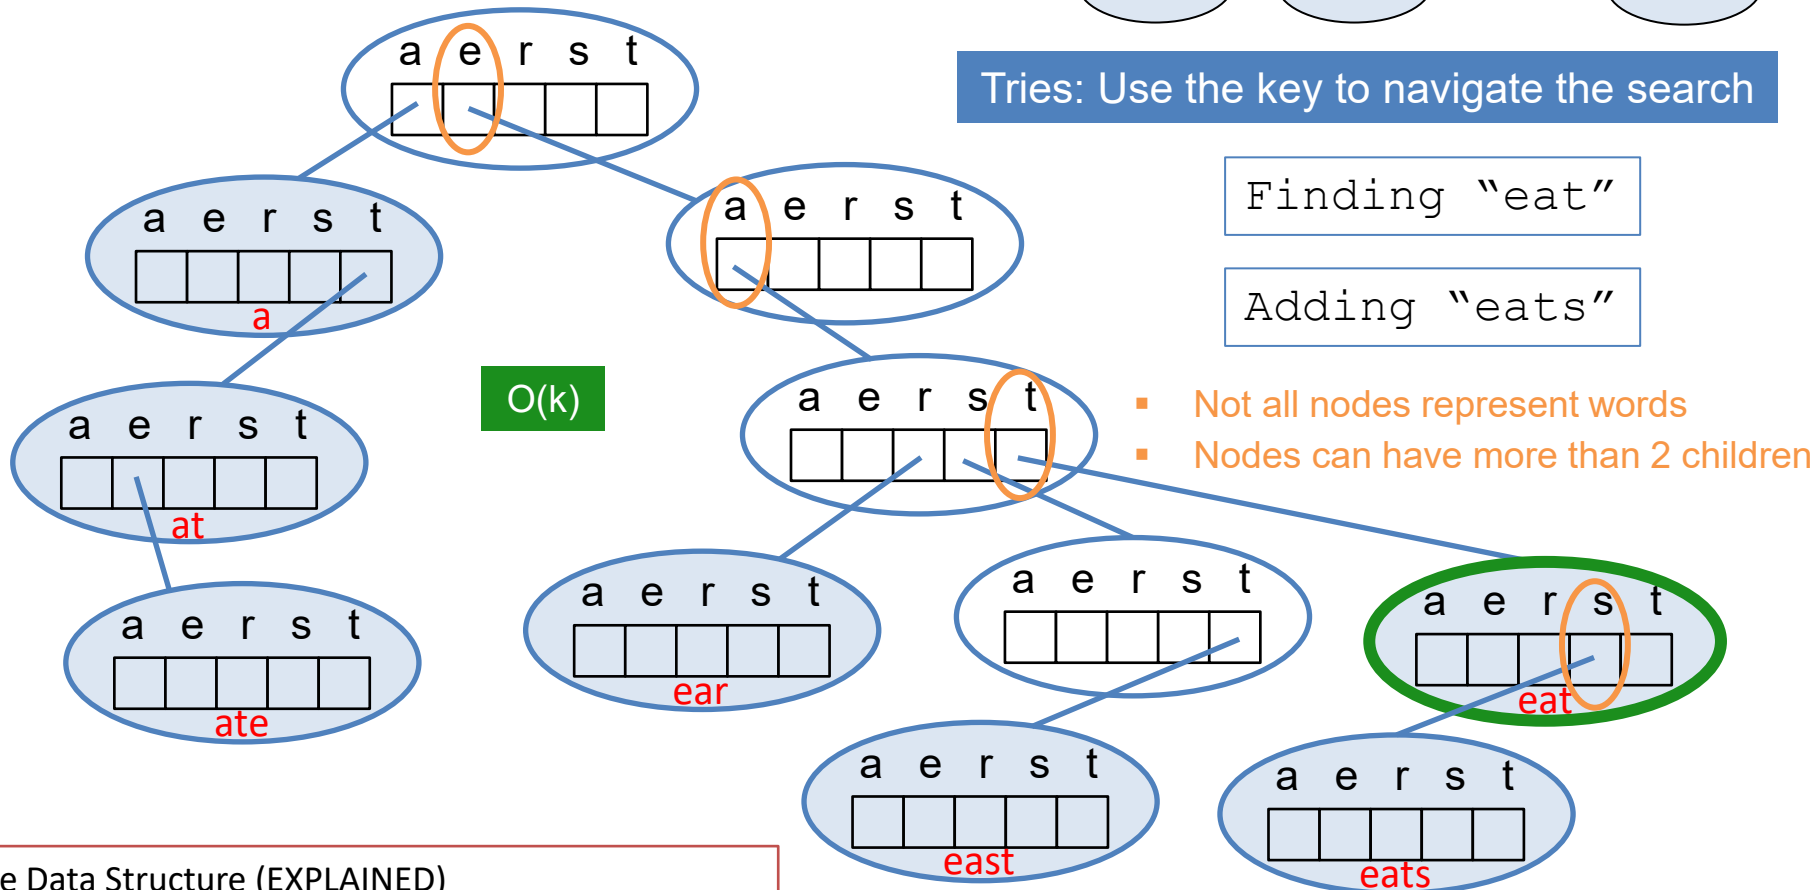 a e r s t
Tries: Use the key to navigate the search
a e r s t
a
a e r s t
Finding “eat”
Adding “eats”
a e r s t
at
O(k)
a e r s t
▪ Not all nodes represent words
▪ Nodes can have more than 2 children
a e r s t
ate
a e r s t
ear
a e r s t
a e r s t
eat
a e r s t
east
a e r s t
eats
e Data Structure (EXPLAINED)